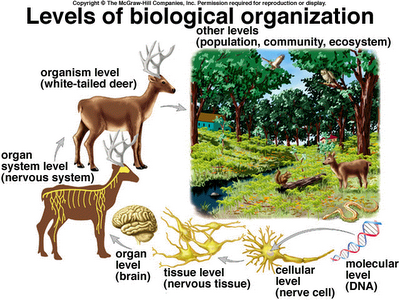 Copyright © The McGraw-Hill Companies, Inc. Permission required for reproduction or display.
Levels of biological organization
other levels
(population, community, ecosystem)
organism level
(white-tailed deer)
organ
system level
(nervous system)
organ
level
(brain)
tissue level
(nervous tissue)
cellular
level
(nerve cell)
molecular
level
(DNA)